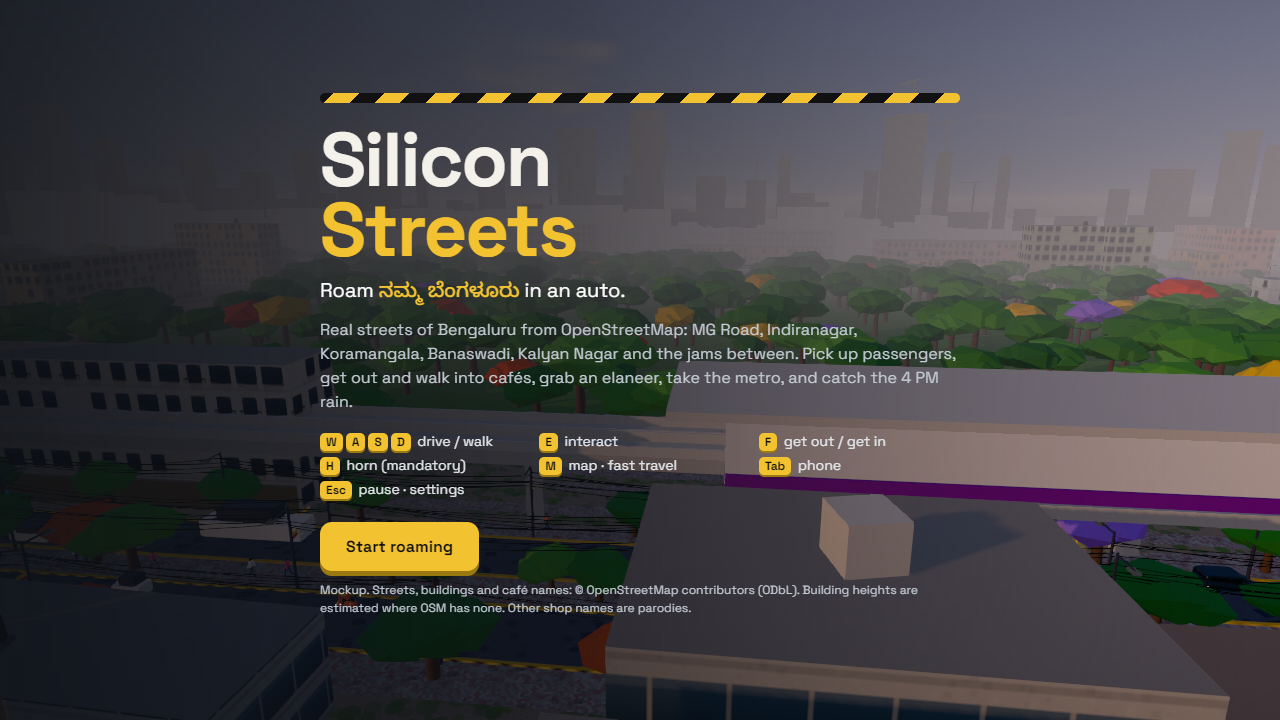 Silicon
Streets
Roam ನಮ್ಮ ಬೆಂಗಳೂರು in an auto.
Real streets of Bengaluru from OpenStreetMap: MG Road, Indiranagar,
Koramangala, Banaswadi, Kalyan Nagar and the jams between. Pick up passengers,
get out and walk into cafés, grab an elaneer, take the metro, and catch the 4 PM
rain.
W A S D drive / walk E interact F get out / get in
H horn (mandatory) M map · fast travel Tab phone
Esc pause · settings
Start roaming
Mockup. Streets, buildings and café names: © OpenStreetMap contributors (ODbL). Building heights are
estimated where OSM has none. Other shop names are parodies.